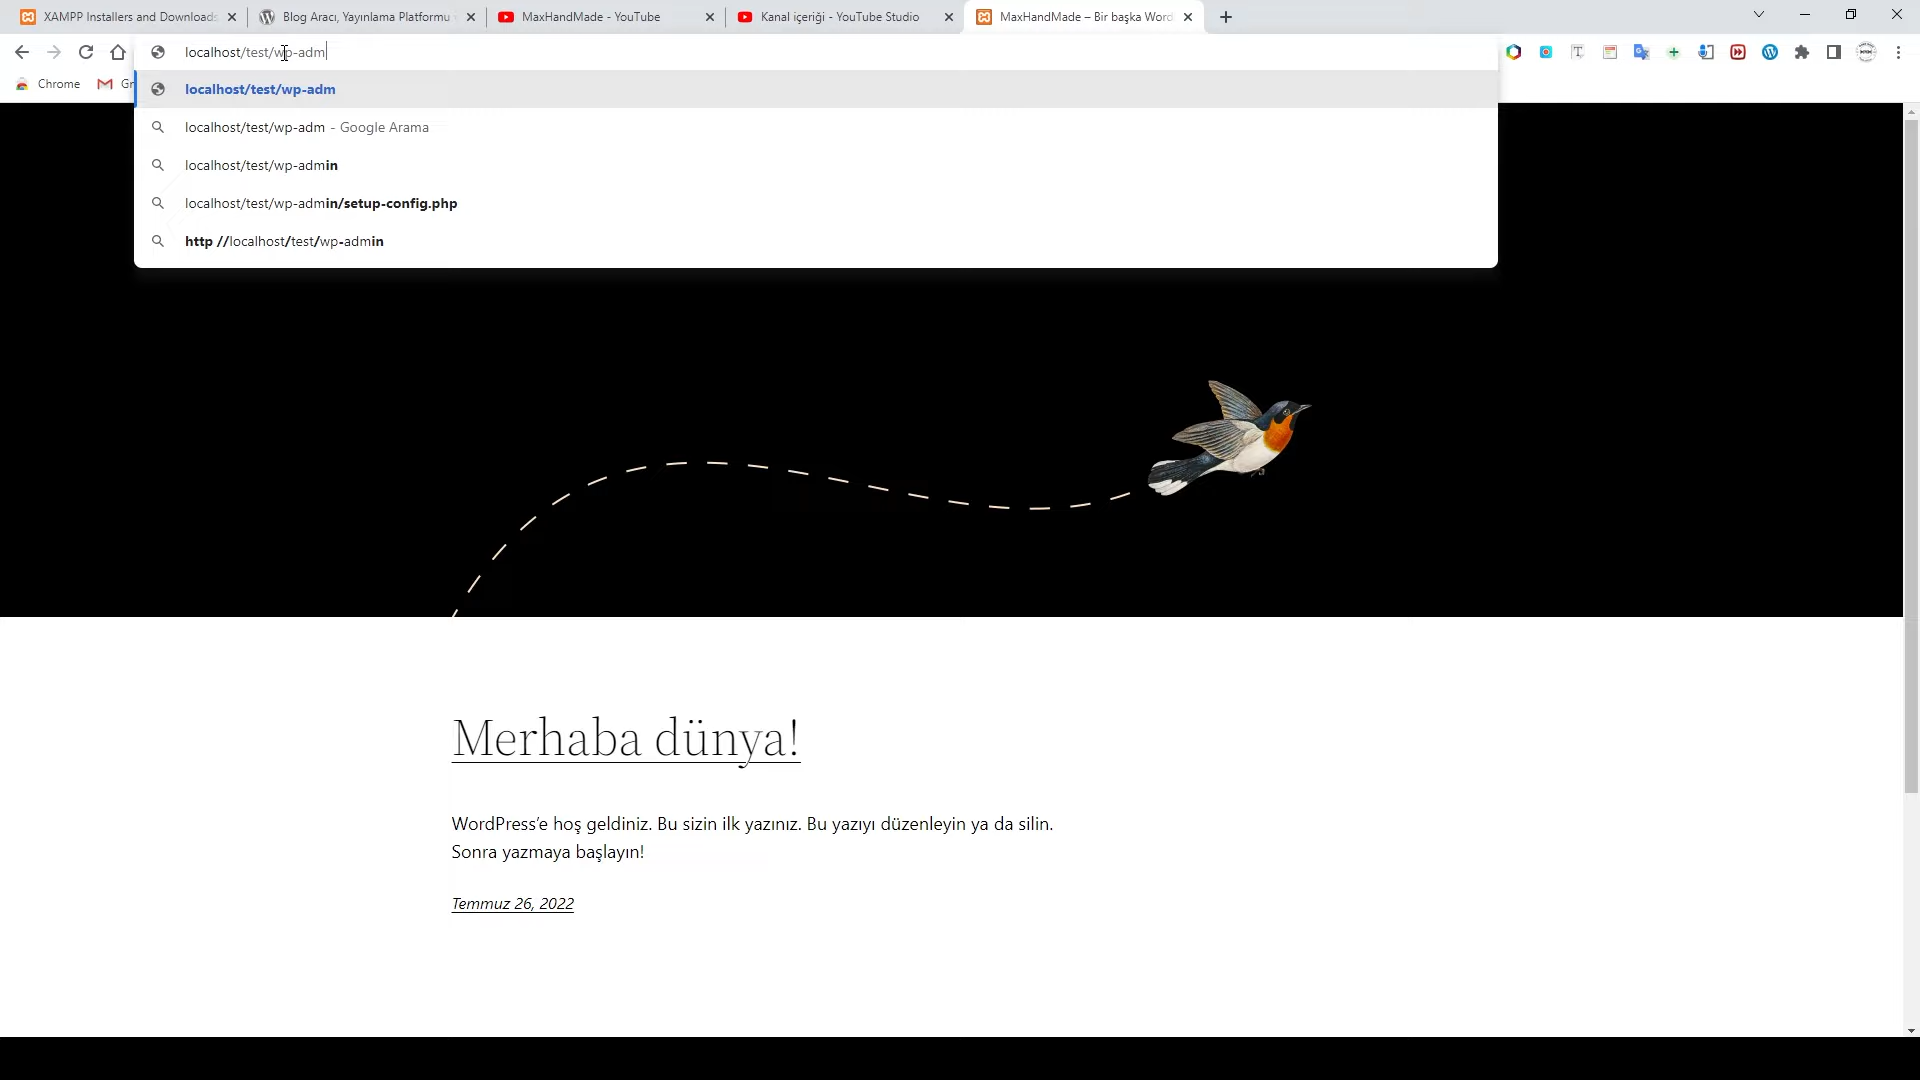 XAMPP Installers and Downloads
Blog Aracı, Yayınlama Platformu
MaxHandMade - YouTube
Kanal içeriği - YouTube Studio
MaxHandMade – Bir başka Word
localhost/test/wp-adm
Chrome
localhost/test/wp-adm
localhost/test/wp-adm - Google Arama
localhost/test/wp-admin
localhost/test/wp-admin/setup-config.php
http //localhost/test/wp-admin
Merhaba dünya!
WordPress’e hoş geldiniz. Bu sizin ilk yazınız. Bu yazıyı düzenleyin ya da silin.
Sonra yazmaya başlayın!
Temmuz 26, 2022